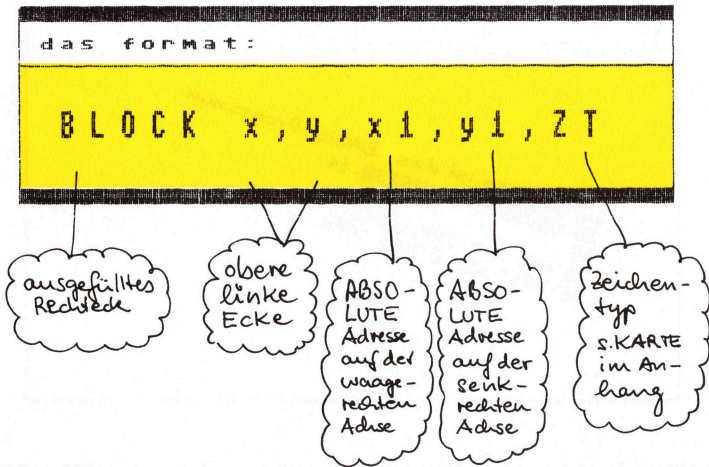 das format:
BLOCK x,y,x1,y1,ZT
ausgefülltes
Rechteck
obere
linke
Ecke
ABSO-
LUTE
Adresse
auf der
waage-
rechten
Achse
ABSO-
LUTE
Adresse
auf der
senk-
rechten
Achse
Zeichen-
typ
s.KARTE
im An-
hang